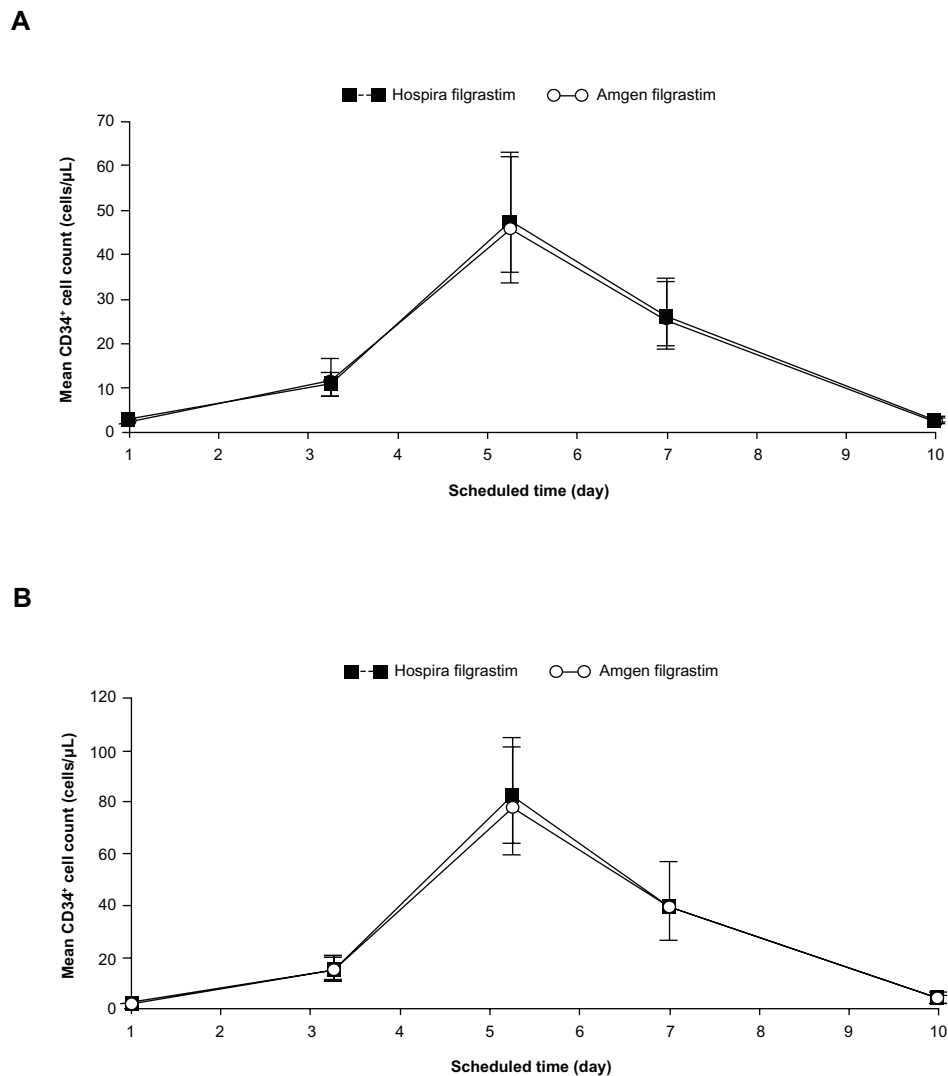 A
Hospira filgrastim Amgen filgrastim
70
60
50
40
30
20
10
0
Mean CD34⁺ cell count (cells/µL)
1 2 3 4 5 6 7 8 9 10
Scheduled time (day)
B
Hospira filgrastim Amgen filgrastim
120
100
80
60
40
20
0
Mean CD34⁺ cell count (cells/µL)
1 2 3 4 5 6 7 8 9 10
Scheduled time (day)